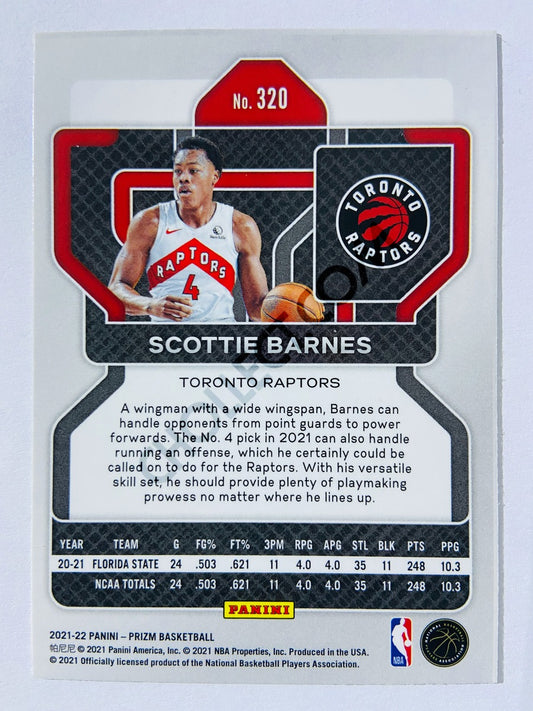 No. 320
TORONTO
RAPTORS
RAPTORS
4
SCOTTIE BARNES
TORONTO RAPTORS
A wingman with a wide wingspan, Barnes can
handle opponents from point guards to power
forwards. The No. 4 pick in 2021 can also handle
running an offense, which he certainly could be
called on to do for the Raptors. With his versatile
skill set, he should provide plenty of playmaking
prowess no matter where he lines up.
YEAR TEAM G FG% FT% 3PM RPG APG STL BLK PTS PPG
20-21 FLORIDA STATE 24 .503 .621 11 4.0 4.0 35 11 248 10.3
NCAA TOTALS 24 .503 .621 11 4.0 4.0 35 11 248 10.3
PANINI
2021-22 PANINI – PRIZM BASKETBALL
帕尼尼 © 2021 Panini America, Inc. © 2021 NBA Properties, Inc. Produced in the USA.
© 2021 Officially licensed product of the National Basketball Players Association.
NBA